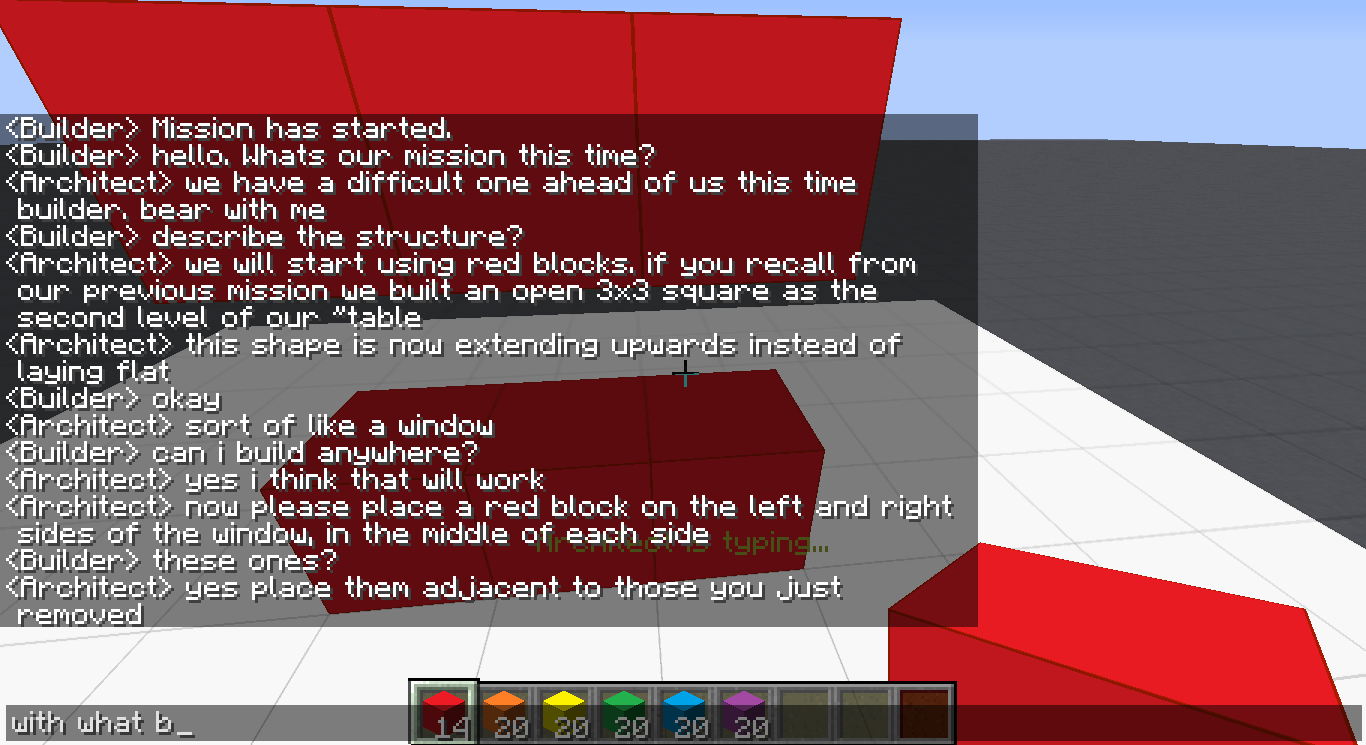 <Builder> Mission has started.
<Builder> hello. Whats our mission this time?
<Architect> we have a difficult one ahead of us this time
builder. bear with me
<Builder> describe the structure?
<Architect> we will start using red blocks. if you recall from
our previous mission we built an open 3x3 square as the
second level of our "table
<Architect> this shape is now extending upwards instead of
laying flat
<Builder> okay
<Architect> sort of like a window
<Builder> can i build anywhere?
<Architect> yes i think that will work
<Architect> now please place a red block on the left and right
sides of the window, in the middle of each side
Architect is typing...
<Builder> these ones?
<Architect> yes place them adjacent to those you just
removed
with what b_
14 20 20 20 20 20